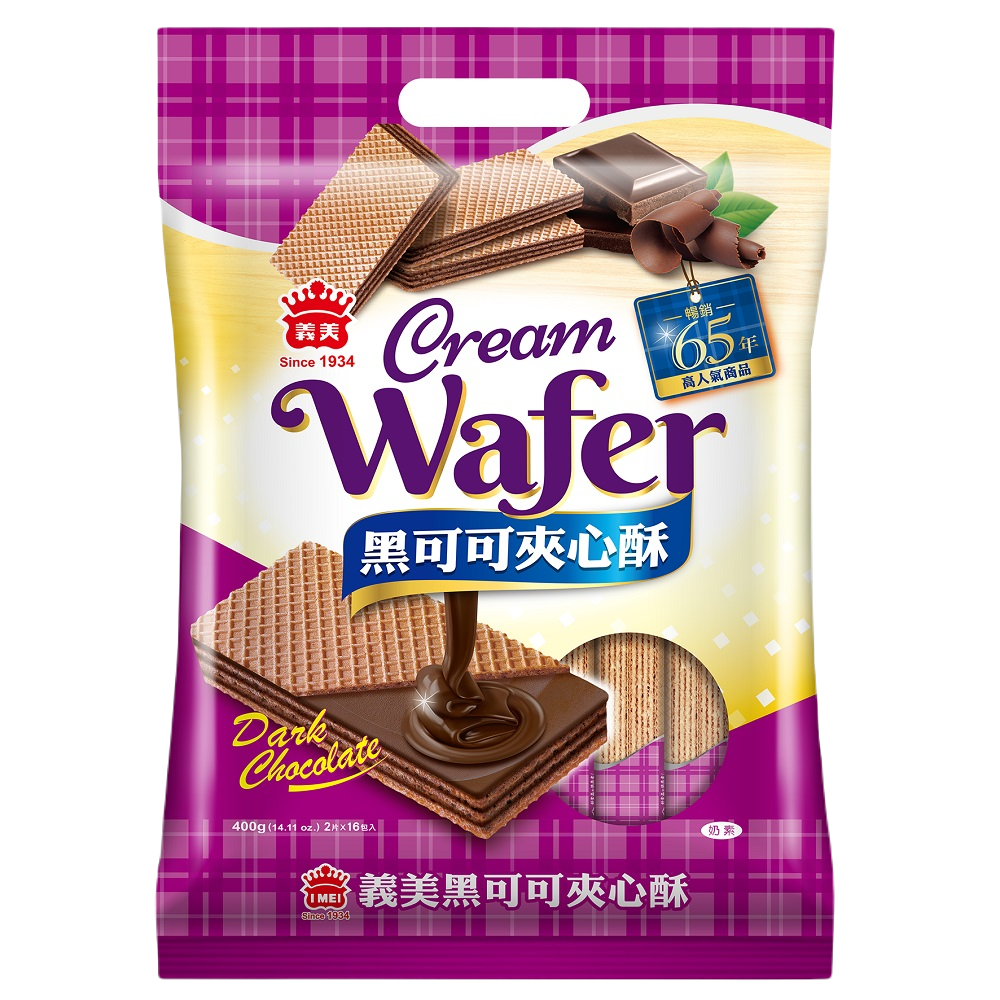 義美
Since 1934
Cream
Wafer
暢銷
65年
高人氣商品
黑可可夾心酥
Dark
Chocolate
400g (14.11 oz.) 2片×16包入
奶素
I MEI
Since 1934
義美黑可可夾心酥